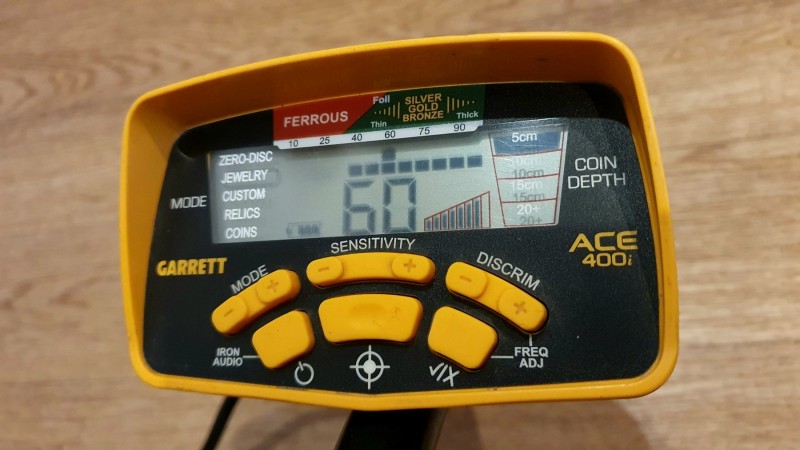 FERROUS
Foil
Thin
SILVER
GOLD
BRONZE
Thick
10 25 40 60 75 90
MODE
ZERO-DISC
JEWELRY
CUSTOM
RELICS
COINS
60
5cm
10cm
15cm
20+
COIN
DEPTH
GARRETT
ACE
400i
MODE
- +
SENSITIVITY
- +
DISCRIM
- +
IRON
AUDIO
✓/X
FREQ
ADJ